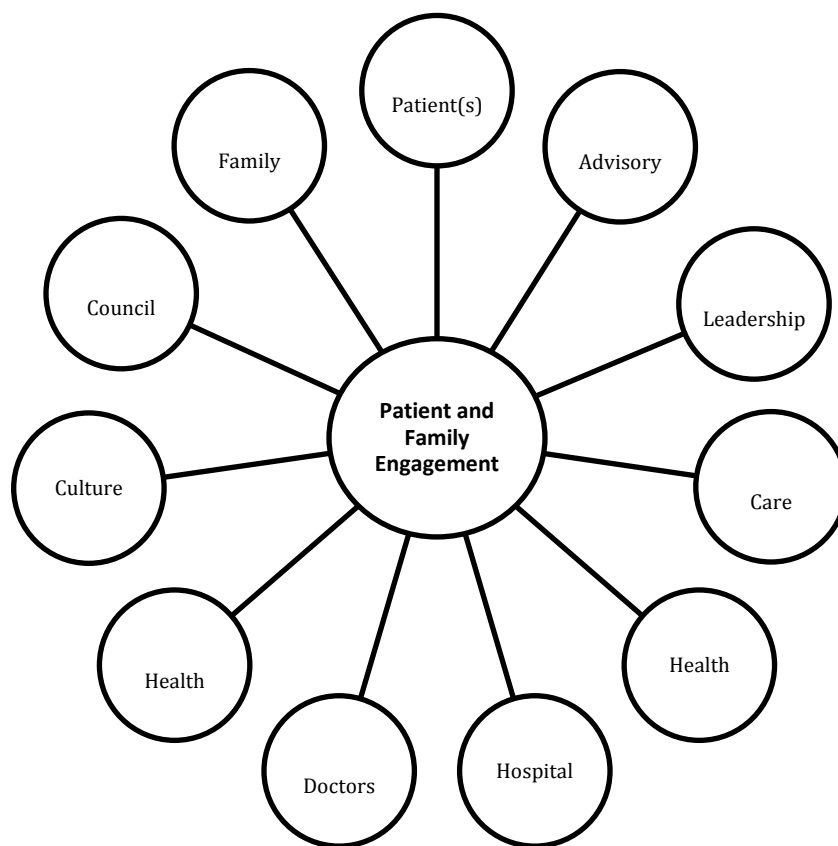 Patient(s)
Family
Advisory
Council
Leadership
Patient and
Family
Engagement
Culture
Care
Health
Health
Doctors
Hospital